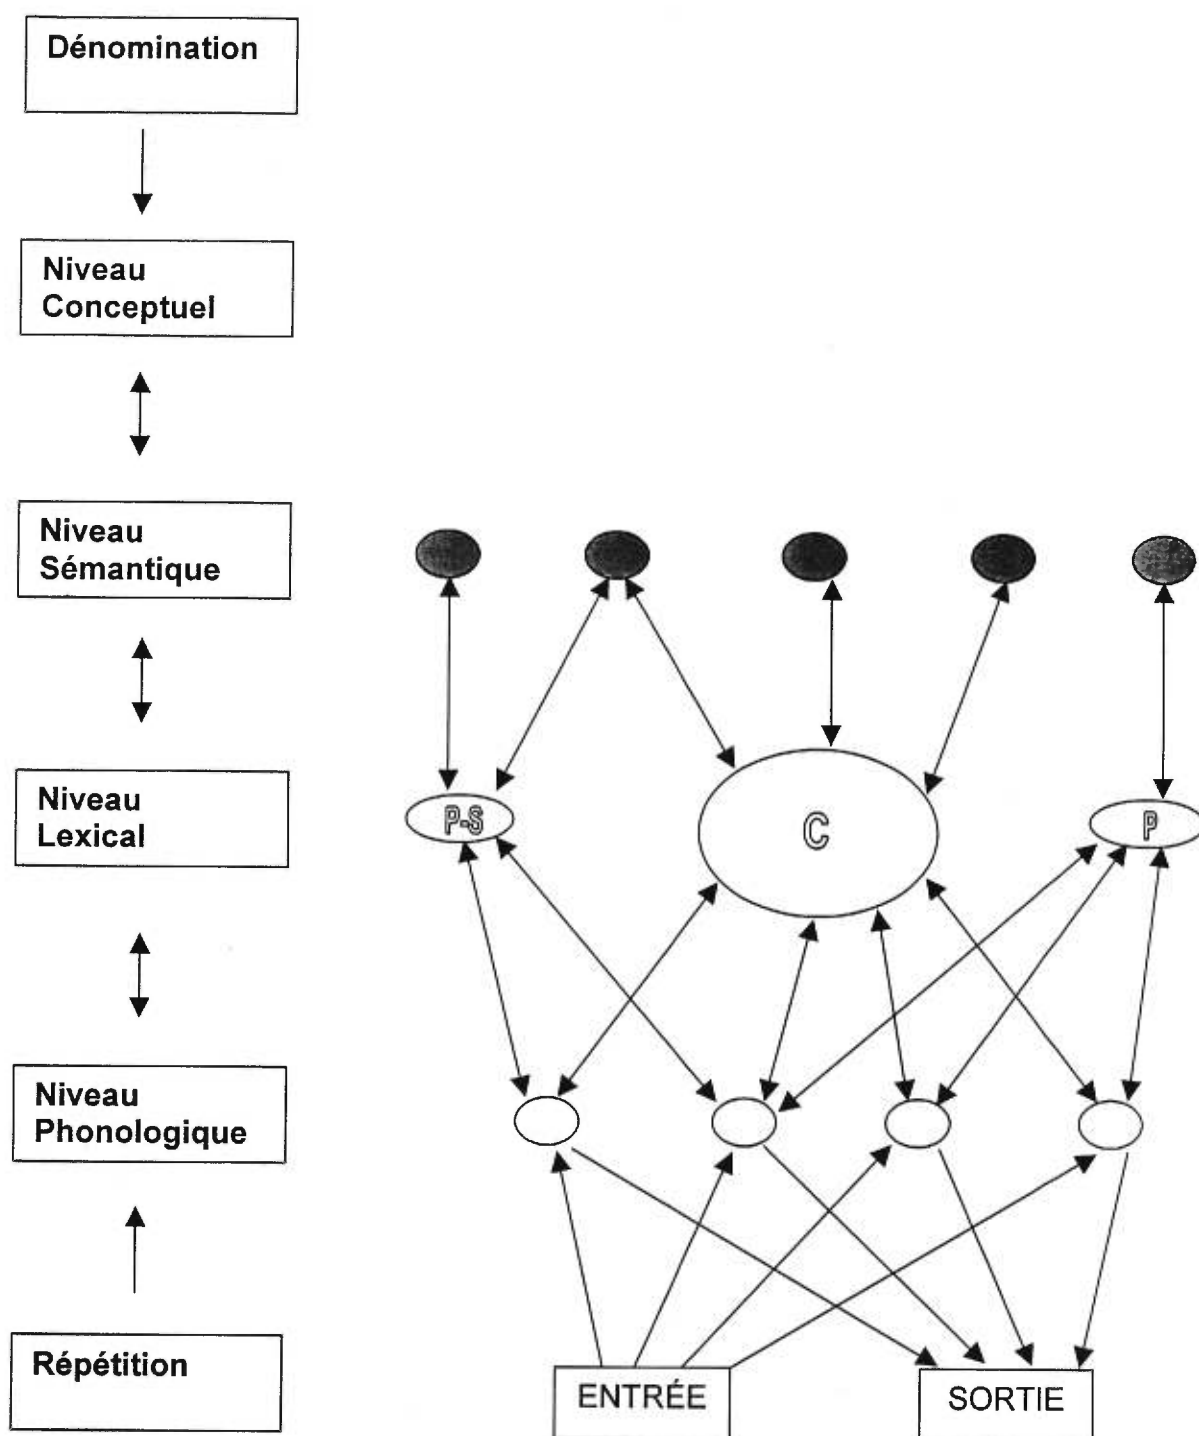 Dénomination
Niveau
Conceptuel
Niveau
Sémantique
Niveau
Lexical
P-S
C
P
Niveau
Phonologique
Répétition
ENTRÉE
SORTIE